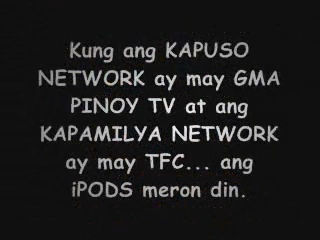 Kung ang KAPUSO
NETWORK ay may GMA
PINOY TV at ang
KAPAMILYA NETWORK
ay may TFC... ang
iPODS meron din.